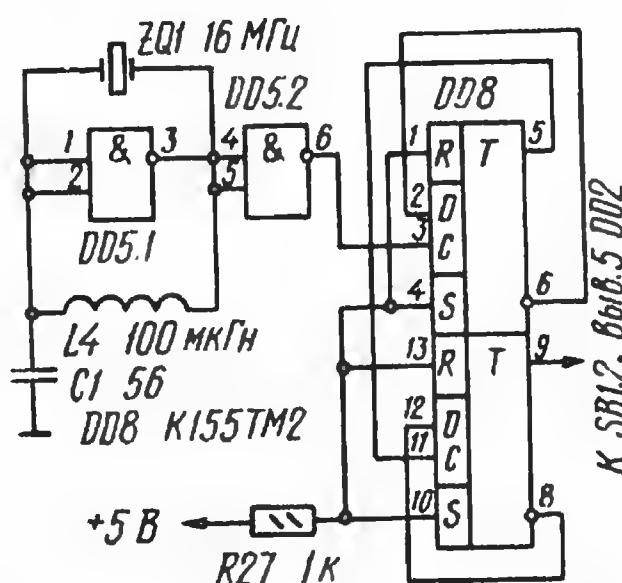 ZQ1 16 МГц
DD5.2
DD8
1
2
&
3
4
5
&
6
DD5.1
L4 100 мкГн
C1 56
DD8 К155ТМ2
+5 В
R27 1к
1
R
T
5
2
D
3
C
4
S
6
13
R
T
9
12
D
11
C
10
S
8
К SB1.2, выв. 5 DD2